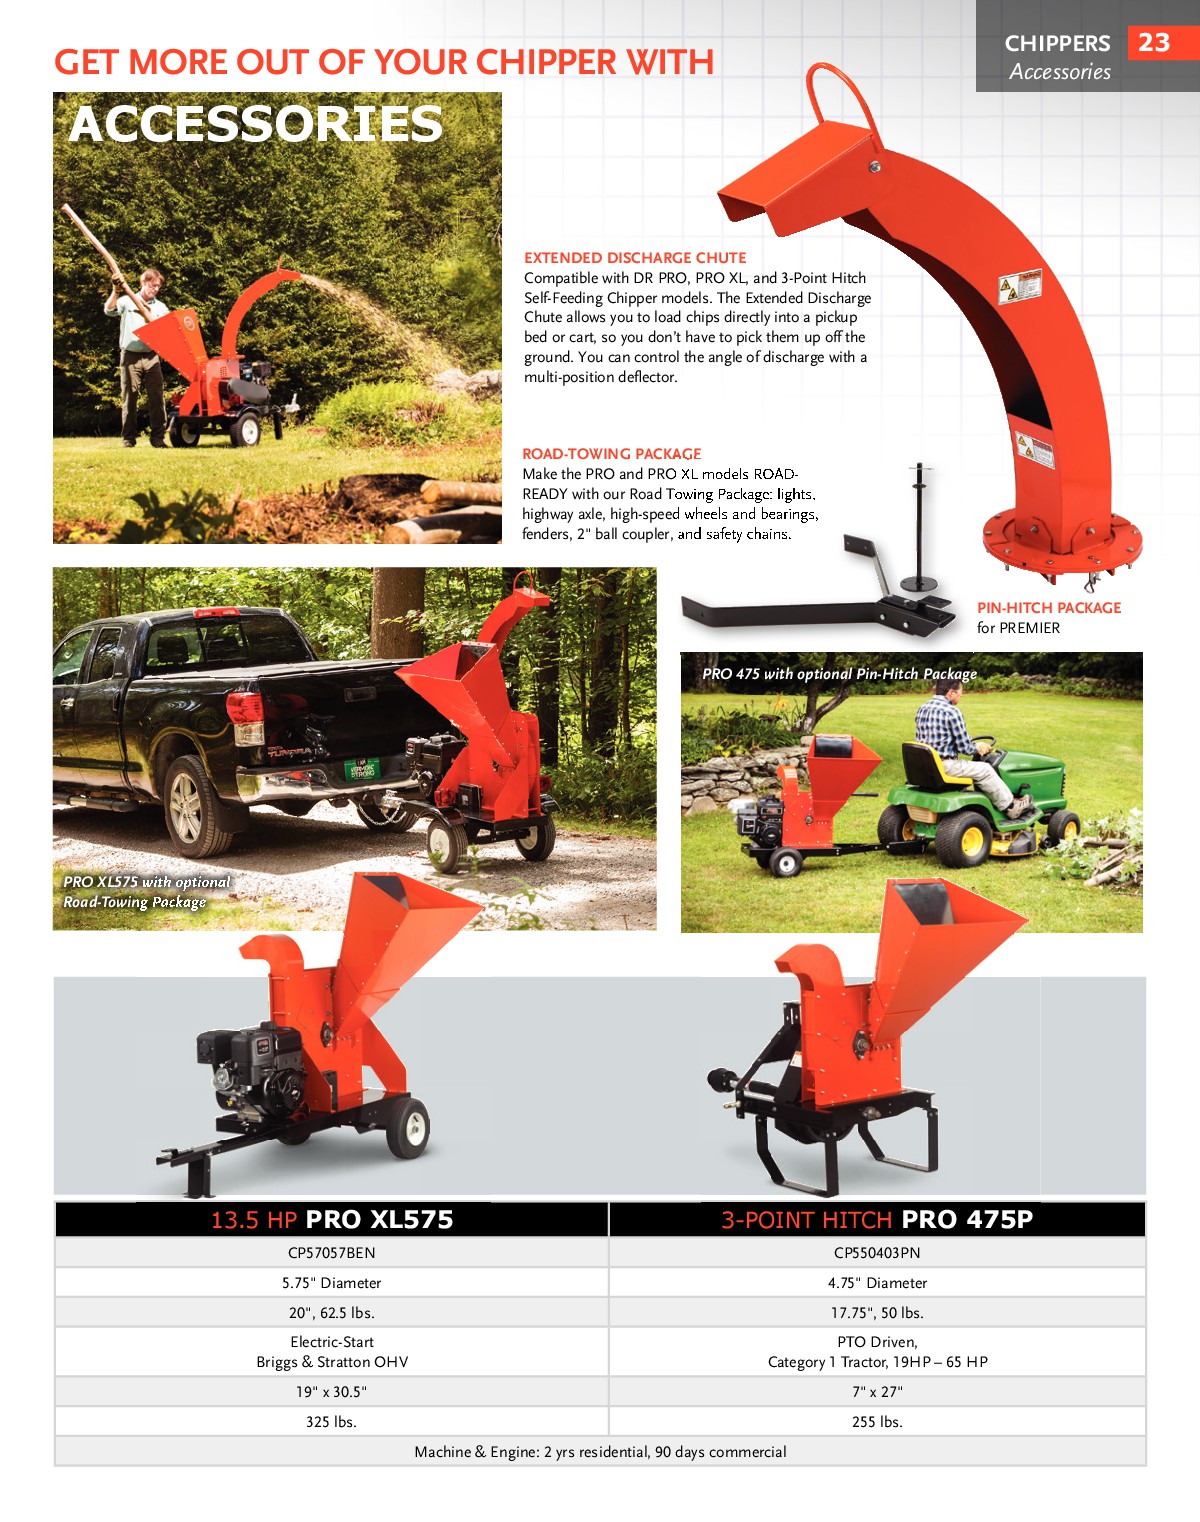 CHIPPERS 23
Accessories
GET MORE OUT OF YOUR CHIPPER WITH
ACCESSORIES
EXTENDED DISCHARGE CHUTE
Compatible with DR PRO, PRO XL, and 3-Point Hitch
Self-Feeding Chipper models. The Extended Discharge
Chute allows you to load chips directly into a pickup
bed or cart, so you don't have to pick them up off the
ground. You can control the angle of discharge with a
multi-position deflector.
ROAD-TOWING PACKAGE
Make the PRO and PRO XL models ROAD-
READY with our Road Towing Package: lights,
highway axle, high-speed wheels and bearings,
fenders, 2" ball coupler, and safety chains.
PIN-HITCH PACKAGE
for PREMIER
TUNDRA
VERMONT
STRONG
PRO XL575 with optional
Road-Towing Package
PRO 475 with optional Pin-Hitch Package
13.5 HP PRO XL575
3-POINT HITCH PRO 475P
CP57057BEN
CP550403PN
5.75" Diameter
4.75" Diameter
20", 62.5 lbs.
17.75", 50 lbs.
Electric-Start
Briggs & Stratton OHV
PTO Driven,
Category 1 Tractor, 19HP – 65 HP
19" x 30.5"
7" x 27"
325 lbs.
255 lbs.
Machine & Engine: 2 yrs residential, 90 days commercial